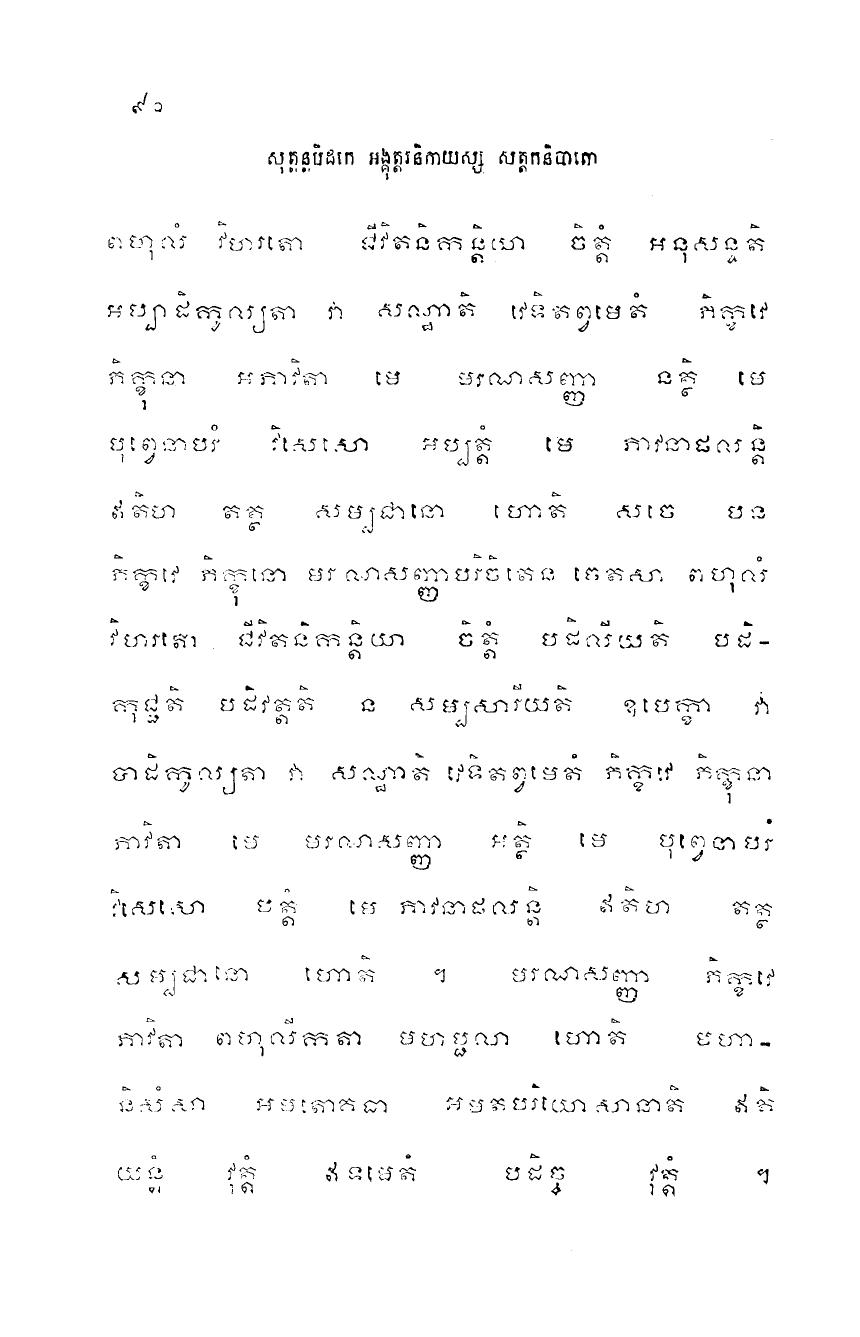 ៩០
សុត្តន្តបិដកេ អង្គុត្តរនិកាយស្ស សត្តកនិបាតោ
ពហុលំ វិហរតោ ជីវិតនិកន្តិយា ចិត្តំ អនុសន្ទតិ
អប្បាដិកូល្យតា វា សណ្ឋាតិ វេទិតព្វមេតំ ភិក្ខវេ
ភិក្ខុនា អភាវិតា មេ មរណសញ្ញា នត្ថិ មេ
បុព្វេនាបរំ វិសេសោ អប្បត្តំ មេ ភាវនាផលន្តិ
ឥតិហ តត្ថ សម្បជានោ ហោតិ សចេ បន
ភិក្ខវេ ភិក្ខុនោ មរណសញ្ញាបរិចិតេន ចេតសា ពហុលំ
វិហរតោ ជីវិតនិកន្តិយា ចិត្តំ បដិលីយតិ បដិ-
កុជ្ជតិ បដិវត្តតិ ន សម្បសារីយតិ ឧបេក្ខា វា
បាដិកូល្យតា វា សណ្ឋាតិ វេទិតព្វមេតំ ភិក្ខវេ ភិក្ខុនា
ភាវិតា មេ មរណសញ្ញា អត្ថិ មេ បុព្វេនាបរំ
វិសេសោ បត្តំ មេ ភាវនាផលន្តិ ឥតិហ តត្ថ
សម្បជានោ ហោតិ ។ មរណសញ្ញា ភិក្ខវេ
ភាវិតា ពហុលីកតា មហប្ផលា ហោតិ មហា-
និសំសា អមតោគធា អមតបរិយោសានាតិ ឥតិ
យន្តំ វុត្តំ ឥទមេតំ បដិច្ច វុត្តំ ។